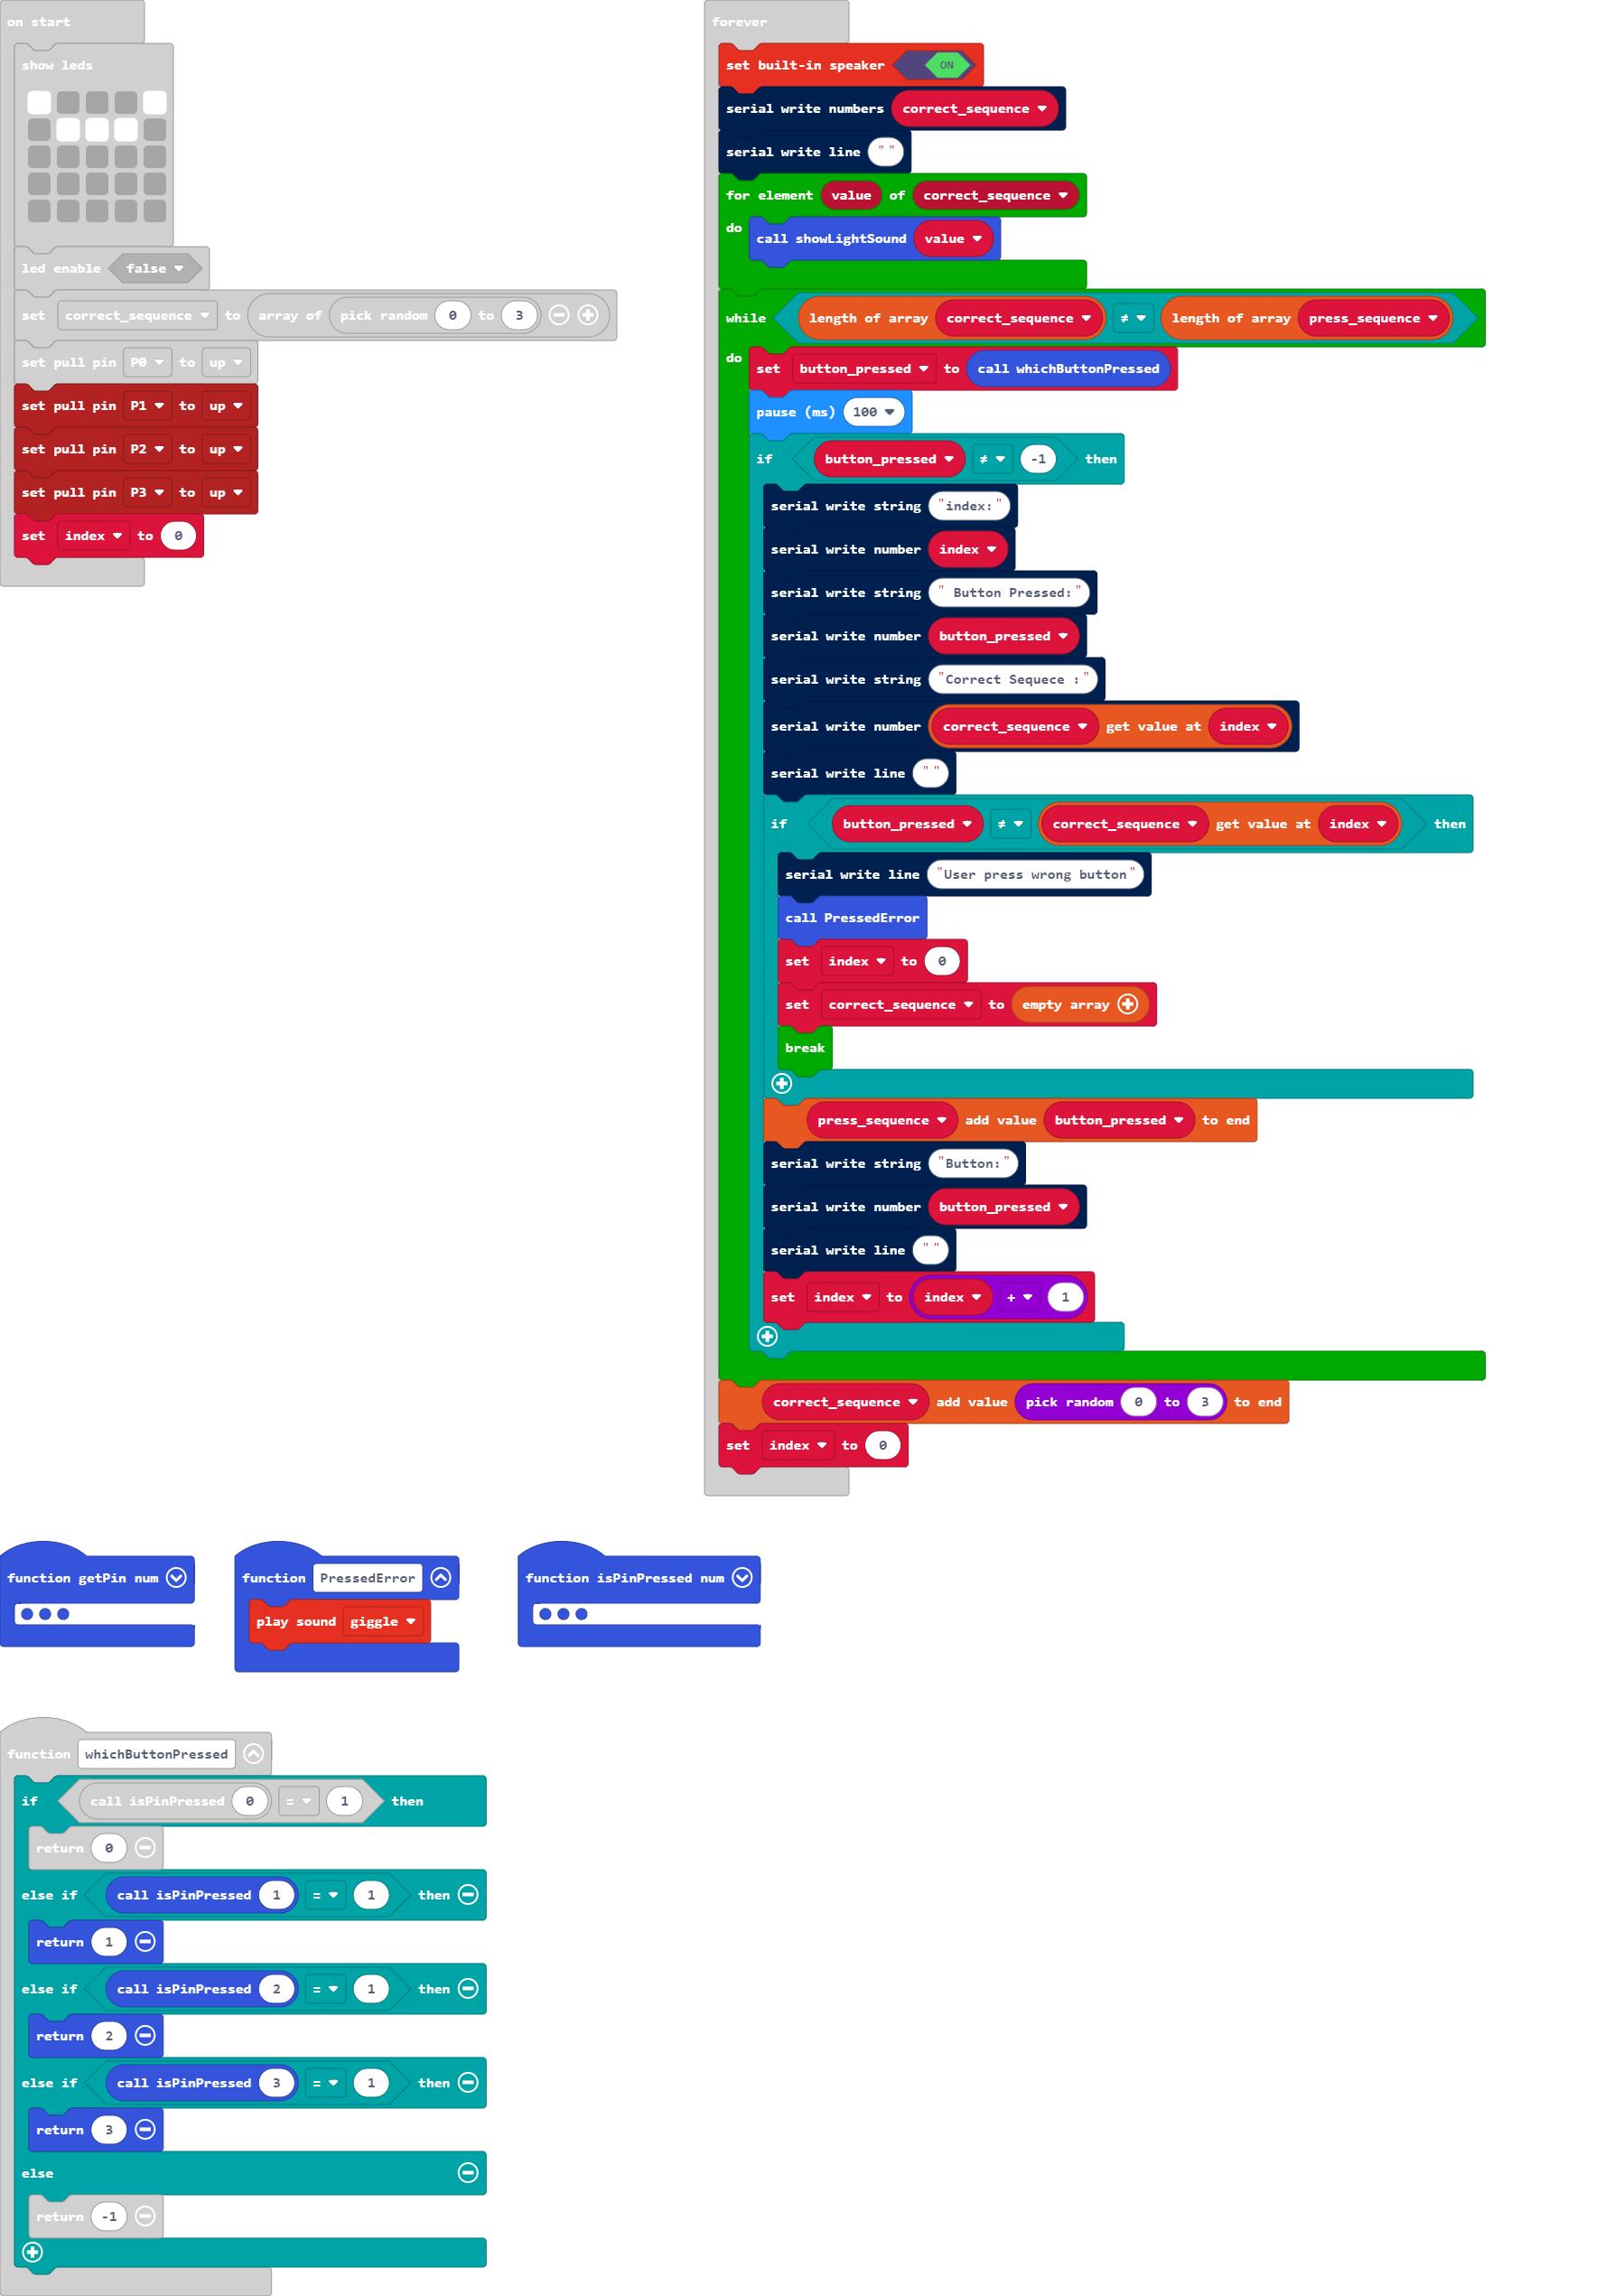 on start
show leds
led enable false
set correct_sequence to array of pick random 0 to 3
set pull pin P0 to up
set pull pin P1 to up
set pull pin P2 to up
set pull pin P3 to up
set index to 0
forever
set built-in speaker ON
serial write numbers correct_sequence
serial write line " "
for element value of correct_sequence
do call showLightSound value
while length of array correct_sequence ≠ length of array press_sequence
do set button_pressed to call whichButtonPressed
pause (ms) 100
if button_pressed ≠ -1 then
serial write string "index:"
serial write number index
serial write string " Button Pressed:"
serial write number button_pressed
serial write string "Correct Sequece :"
serial write number correct_sequence get value at index
serial write line " "
if button_pressed ≠ correct_sequence get value at index then
serial write line "User press wrong button"
call PressedError
set index to 0
set correct_sequence to empty array
break
press_sequence add value button_pressed to end
serial write string "Button:"
serial write number button_pressed
serial write line " "
set index to index + 1
correct_sequence add value pick random 0 to 3 to end
set index to 0
function getPin num
function PressedError
play sound giggle
function isPinPressed num
function whichButtonPressed
if call isPinPressed 0 = 1 then
return 0
else if call isPinPressed 1 = 1 then
return 1
else if call isPinPressed 2 = 1 then
return 2
else if call isPinPressed 3 = 1 then
return 3
else
return -1